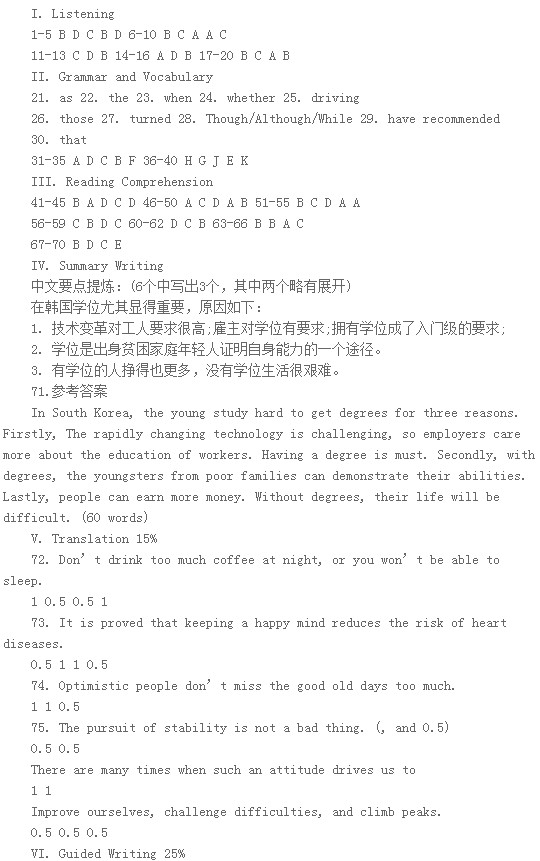 I. Listening
1-5 B D C B D 6-10 B C A A C
11-13 C D B 14-16 A D B 17-20 B C A B
II. Grammar and Vocabulary
21. as 22. the 23. when 24. whether 25. driving
26. those 27. turned 28. Though/Although/While 29. have recommended
30. that
31-35 A D C B F 36-40 H G J E K
III. Reading Comprehension
41-45 B A D C D 46-50 A C D A B 51-55 B C D A A
56-59 C B D C 60-62 D C B 63-66 B B A C
67-70 B D C E
IV. Summary Writing
中文要点提炼：(6个中写出3个，其中两个略有展开)
在韩国学位尤其显得重要，原因如下：
1. 技术变革对工人要求很高;雇主对学位有要求;拥有学位成了入门级的要求;
2. 学位是出身贫困家庭年轻人证明自身能力的一个途径。
3. 有学位的人挣得也更多，没有学位生活很艰难。
71.参考答案
In South Korea, the young study hard to get degrees for three reasons.
Firstly, The rapidly changing technology is challenging, so employers care
more about the education of workers. Having a degree is must. Secondly, with
degrees, the youngsters from poor families can demonstrate their abilities.
Lastly, people can earn more money. Without degrees, their life will be
difficult. (60 words)
V. Translation 15%
72. Don't drink too much coffee at night, or you won't be able to
sleep.
1 0.5 0.5 1
73. It is proved that keeping a happy mind reduces the risk of heart
diseases.
0.5 1 1 0.5
74. Optimistic people don't miss the good old days too much.
1 1 0.5
75. The pursuit of stability is not a bad thing. (, and 0.5)
0.5 0.5
There are many times when such an attitude drives us to
1 1
Improve ourselves, challenge difficulties, and climb peaks.
0.5 0.5 0.5
VI. Guided Writing 25%